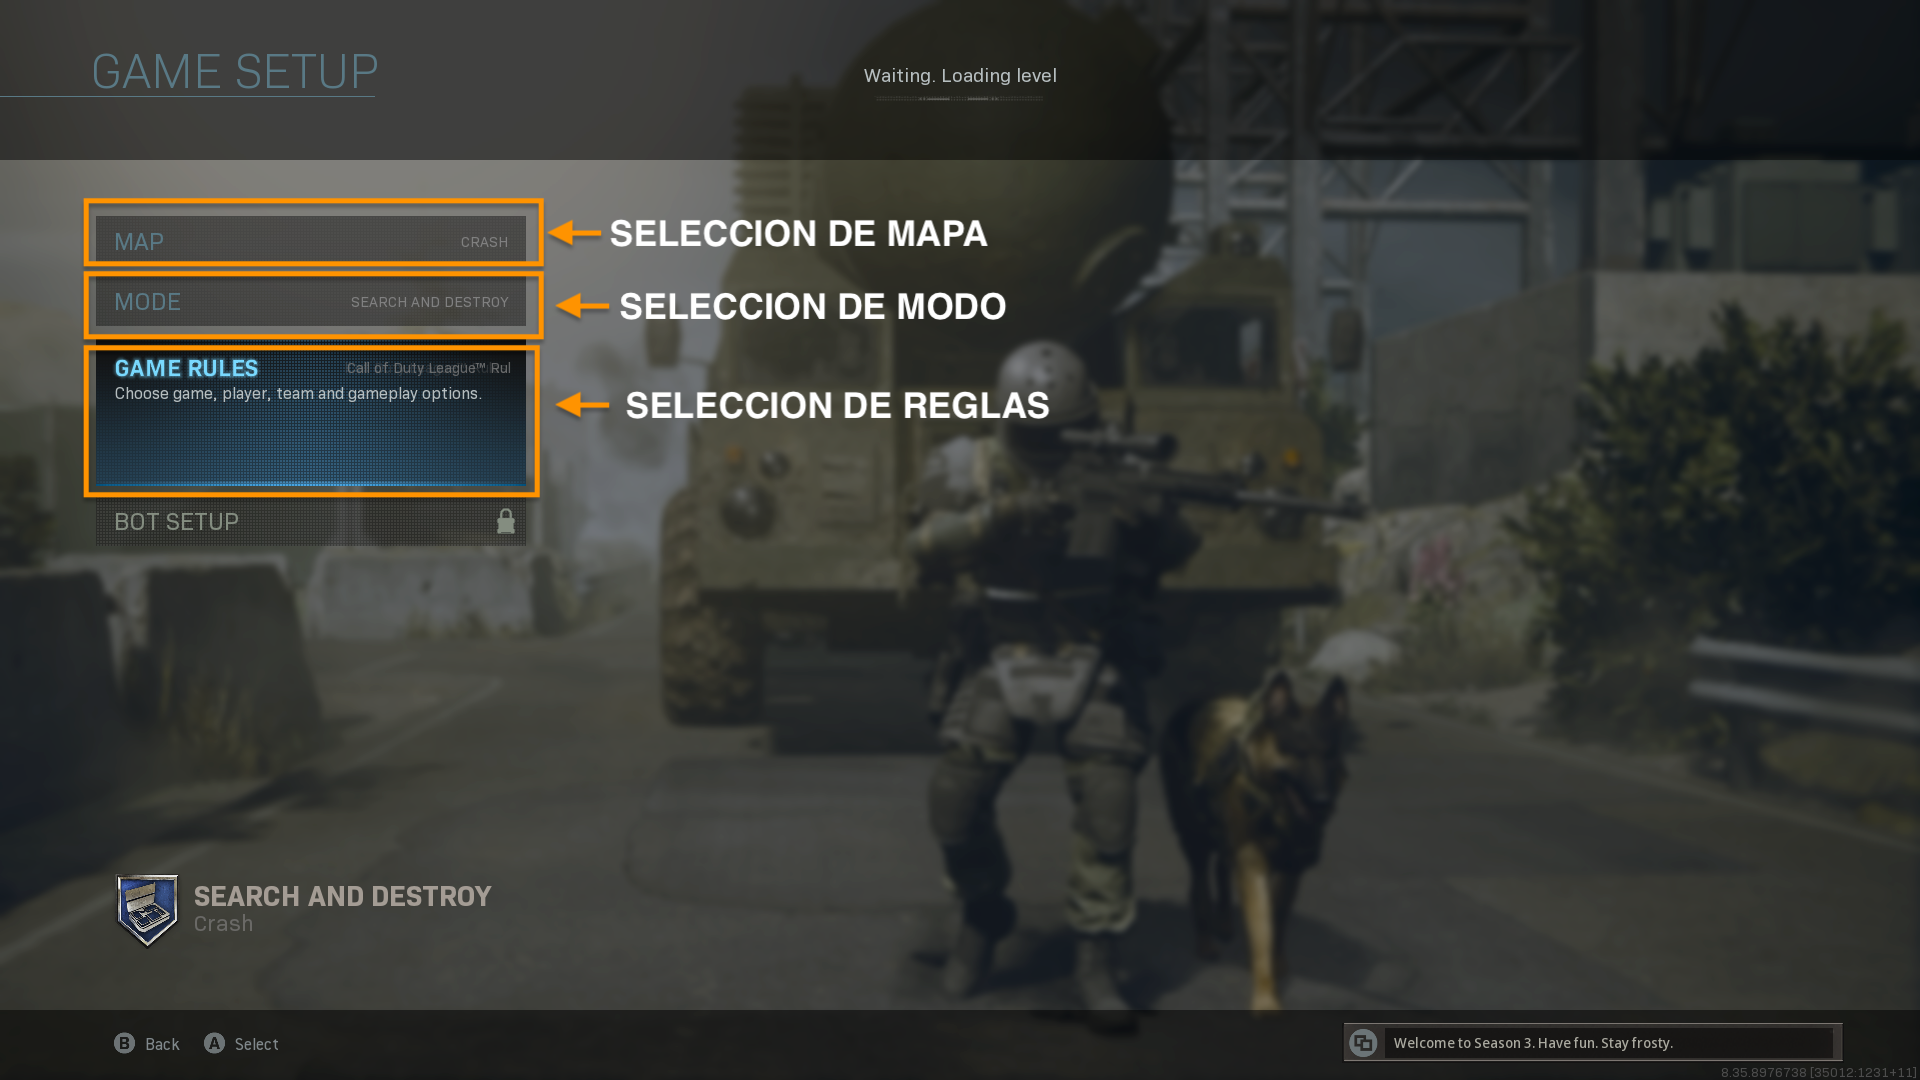 GAME SETUP
Waiting. Loading level
MAP CRASH
SELECCION DE MAPA
MODE SEARCH AND DESTROY
SELECCION DE MODO
GAME RULES Call of Duty League™ Rul
Choose game, player, team and gameplay options.
SELECCION DE REGLAS
BOT SETUP
SEARCH AND DESTROY
Crash
B Back A Select
Welcome to Season 3. Have fun. Stay frosty.
8.35.8976738 [35012:1231+11]